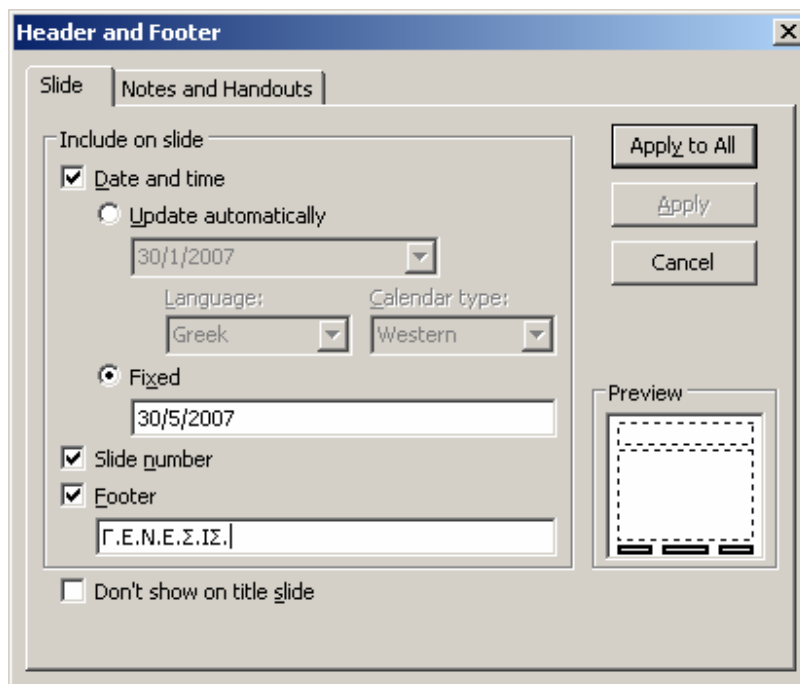 Header and Footer
Slide
Notes and Handouts
Include on slide
Date and time
Update automatically
30/1/2007
Language:
Calendar type:
Greek
Western
Fixed
30/5/2007
Slide number
Footer
Γ.Ε.Ν.Ε.Σ.ΙΣ.
Don't show on title slide
Apply to All
Apply
Cancel
Preview